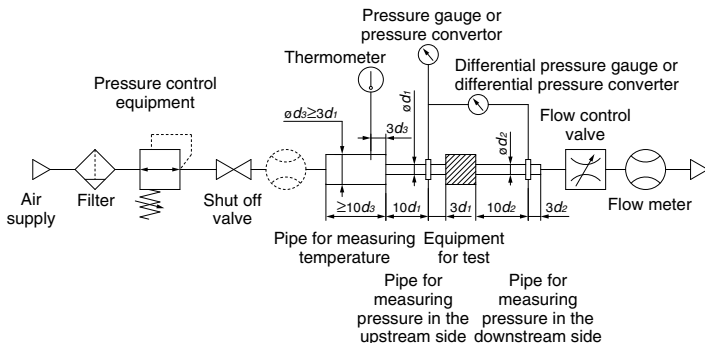 Pressure gauge or
pressure convertor
Thermometer
Differential pressure gauge or
differential pressure converter
Pressure control
equipment
ød₃≥3d₁
3d₃
ød₁
ød₂
Flow control
valve
Air
supply
Filter
Shut off
valve
≥10d₃
10d₁
3d₁
10d₂
3d₂
Flow meter
Pipe for measuring
temperature
Equipment
for test
Pipe for
measuring
pressure in the
upstream side
Pipe for
measuring
pressure in the
downstream side